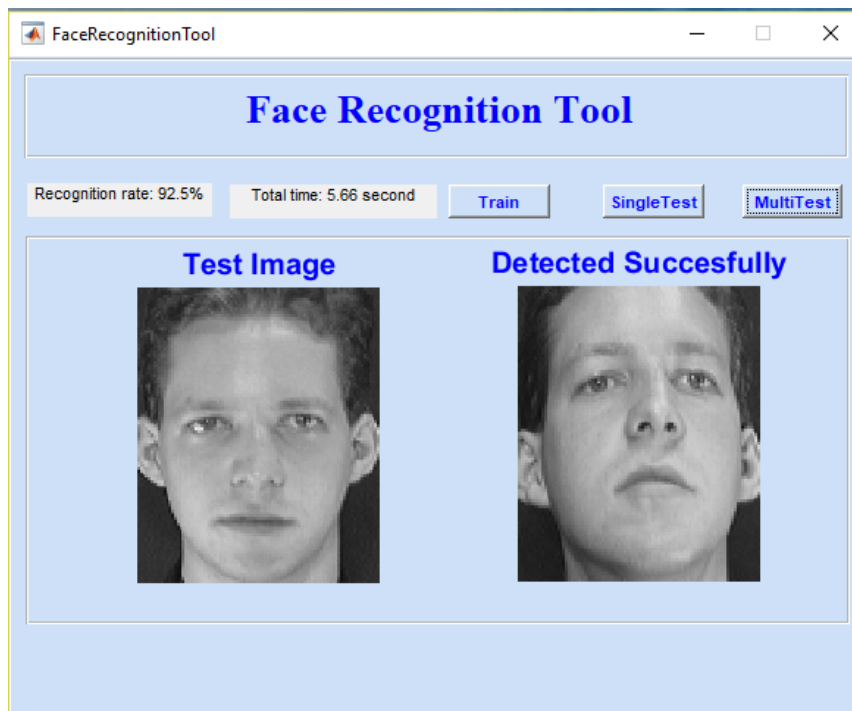 FaceRecognitionTool
Face Recognition Tool
Recognition rate: 92.5%
Total time: 5.66 second
Train
SingleTest
MultiTest
Test Image
Detected Succesfully